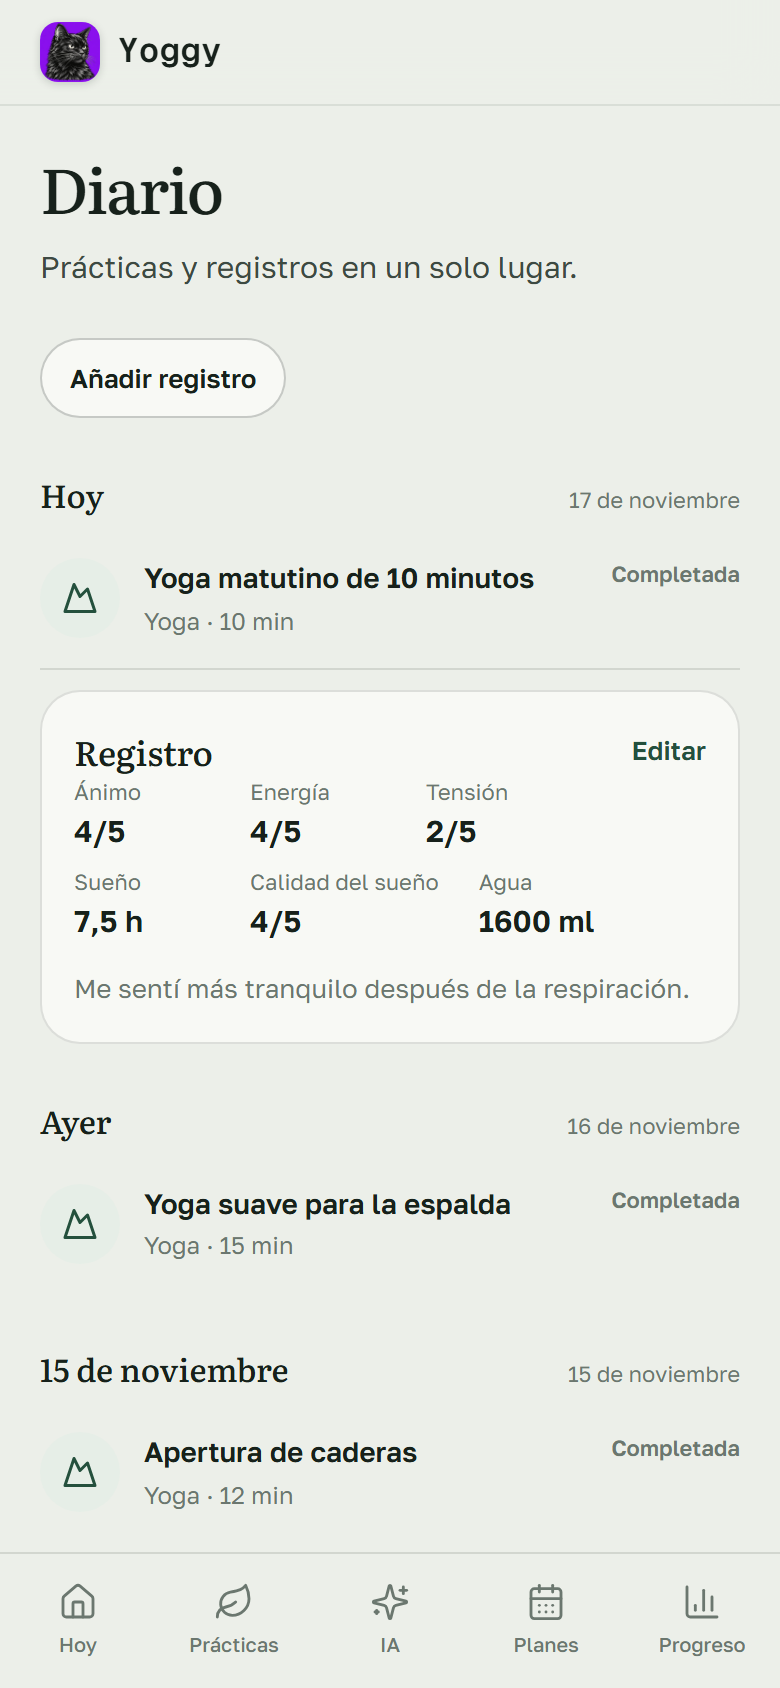 Yoggy
Diario
Prácticas y registros en un solo lugar.
Añadir registro
Hoy
17 de noviembre
Yoga matutino de 10 minutos
Completada
Yoga · 10 min
Registro
Editar
Ánimo
Energía
Tensión
4/5
4/5
2/5
Sueño
Calidad del sueño
Agua
7,5 h
4/5
1600 ml
Me sentí más tranquilo después de la respiración.
Ayer
16 de noviembre
Yoga suave para la espalda
Completada
Yoga · 15 min
15 de noviembre
15 de noviembre
Apertura de caderas
Completada
Yoga · 12 min
Hoy
Prácticas
IA
Planes
Progreso